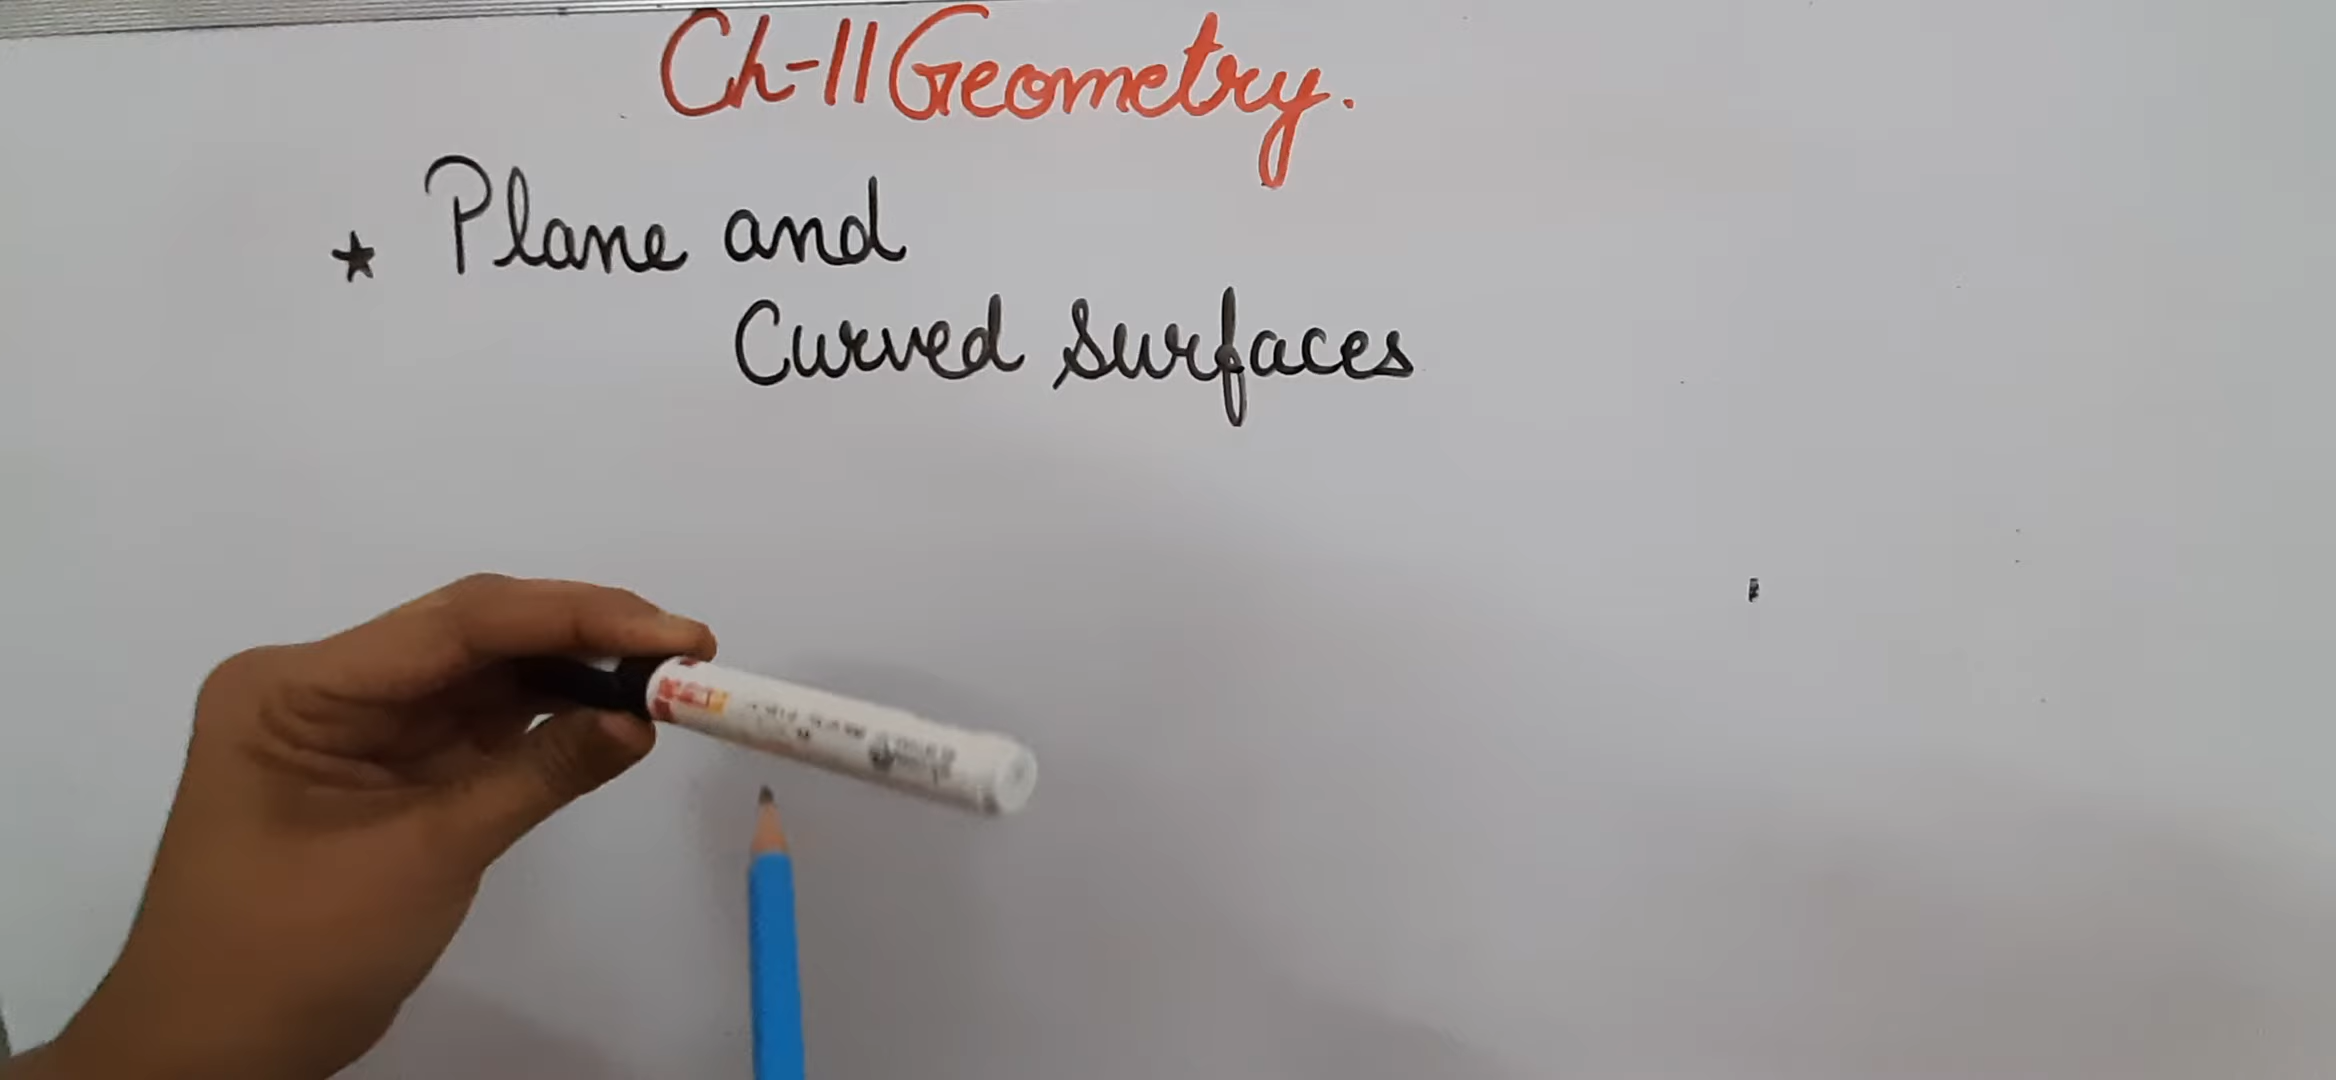 Ch-11 Geometry.
★ Plane and
Curved surfaces